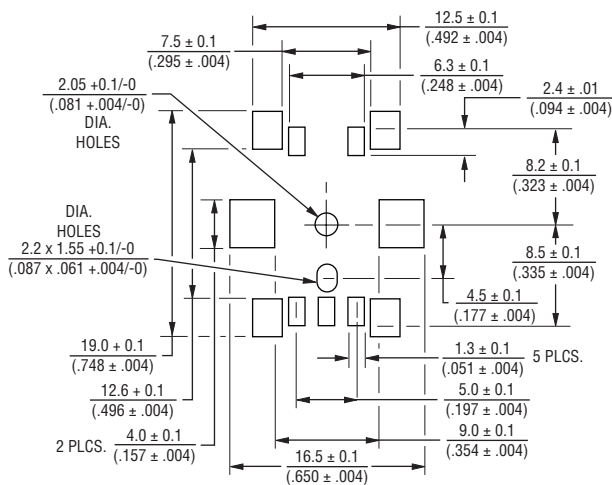 12.5 ± 0.1
(.492 ± .004)
7.5 ± 0.1
(.295 ± .004)
6.3 ± 0.1
(.248 ± .004)
2.05 +0.1/-0
(.081 +.004/-0)
DIA.
HOLES
2.4 ± .01
(.094 ± .004)
8.2 ± 0.1
(.323 ± .004)
DIA.
HOLES
2.2 x 1.55 +0.1/-0
(.087 x .061 +.004/-0)
8.5 ± 0.1
(.335 ± .004)
4.5 ± 0.1
(.177 ± .004)
19.0 + 0.1
(.748 ± .004)
1.3 ± 0.1 5 PLCS.
(.051 ± .004)
12.6 + 0.1
(.496 ± .004)
5.0 ± 0.1
(.197 ± .004)
2 PLCS. 4.0 ± 0.1
(.157 ± .004)
9.0 ± 0.1
(.354 ± .004)
16.5 ± 0.1
(.650 ± .004)